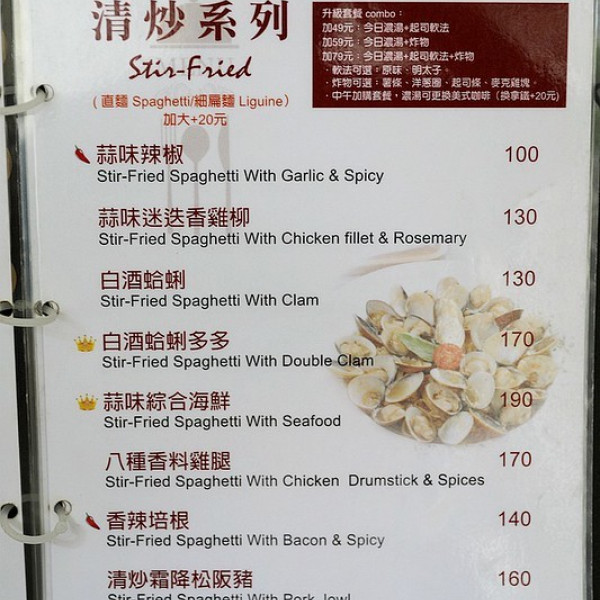 清炒系列
Stir-Fried
(直麵 Spaghetti/細扁麵 Liguine)
加大+20元
升級套餐 combo：
加49元：今日濃湯+起司軟法
加59元：今日濃湯+炸物
加79元：今日濃湯+起司軟法+炸物
．軟法可選：原味、明太子。
．炸物可選：薯條、洋蔥圈、起司條、麥克雞塊。
．中午加購套餐，濃湯可更換美式咖啡（換拿鐵+20元)
蒜味辣椒 100
Stir-Fried Spaghetti With Garlic & Spicy
蒜味迷迭香雞柳 130
Stir-Fried Spaghetti With Chicken fillet & Rosemary
白酒蛤蜊 130
Stir-Fried Spaghetti With Clam
白酒蛤蜊多多 170
Stir-Fried Spaghetti With Double Clam
蒜味綜合海鮮 190
Stir-Fried Spaghetti With Seafood
八種香料雞腿 170
Stir-Fried Spaghetti With Chicken Drumstick & Spices
香辣培根 140
Stir-Fried Spaghetti With Bacon & Spicy
清炒霜降松阪豬 160
Stir-Fried Spaghetti With Pork Jowl